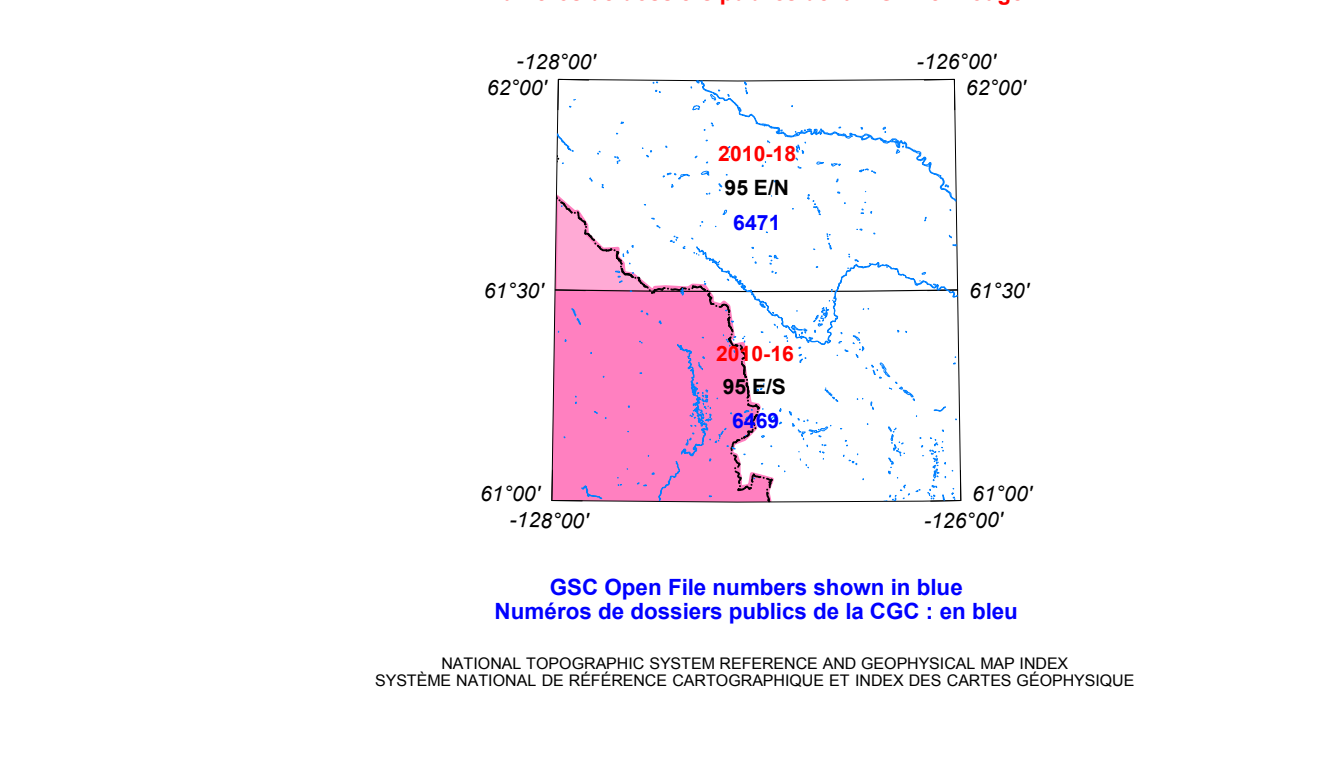 -128°00' -126°00'
62°00' 62°00'
2010-18
95 E/N
6471
61°30' 61°30'
2010-16
95 E/S
6469
61°00' 61°00'
-128°00' -126°00'
GSC Open File numbers shown in blue
Numéros de dossiers publics de la CGC : en bleu
NATIONAL TOPOGRAPHIC SYSTEM REFERENCE AND GEOPHYSICAL MAP INDEX
SYSTÈME NATIONAL DE RÉFÉRENCE CARTOGRAPHIQUE ET INDEX DES CARTES GÉOPHYSIQUE